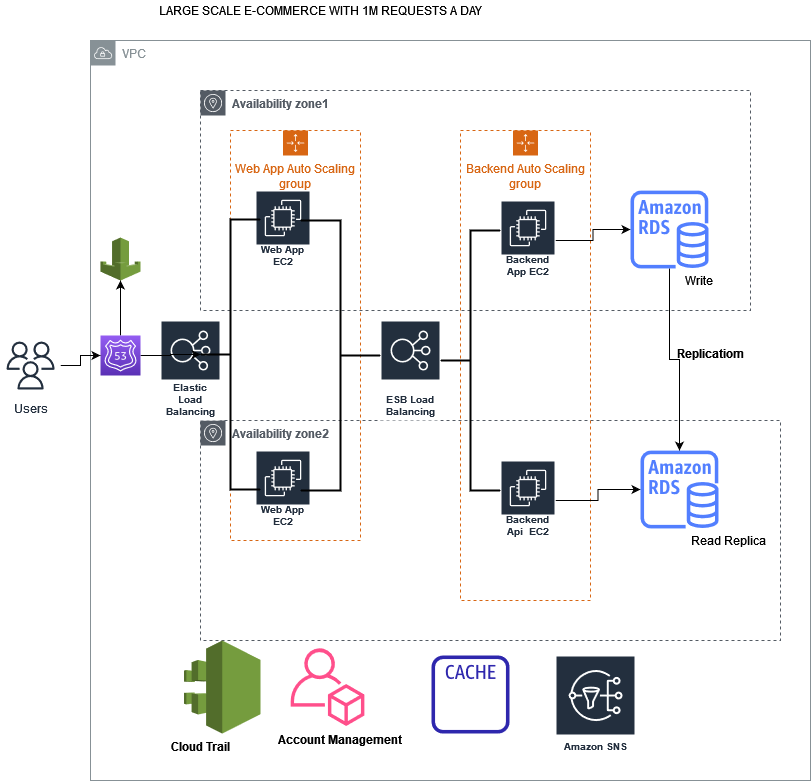 LARGE SCALE E-COMMERCE WITH 1M REQUESTS A DAY
VPC
Availability zone1
Web App Auto Scaling
group
Backend Auto Scaling
group
Web App
EC2
Backend
App EC2
Amazon
RDS
Write
53
Users
Elastic
Load
Balancing
ESB Load
Balancing
Replicatiom
Availability zone2
Web App
EC2
Backend
Api EC2
Amazon
RDS
Read Replica
Cloud Trail
Account Management
CACHE
Amazon SNS